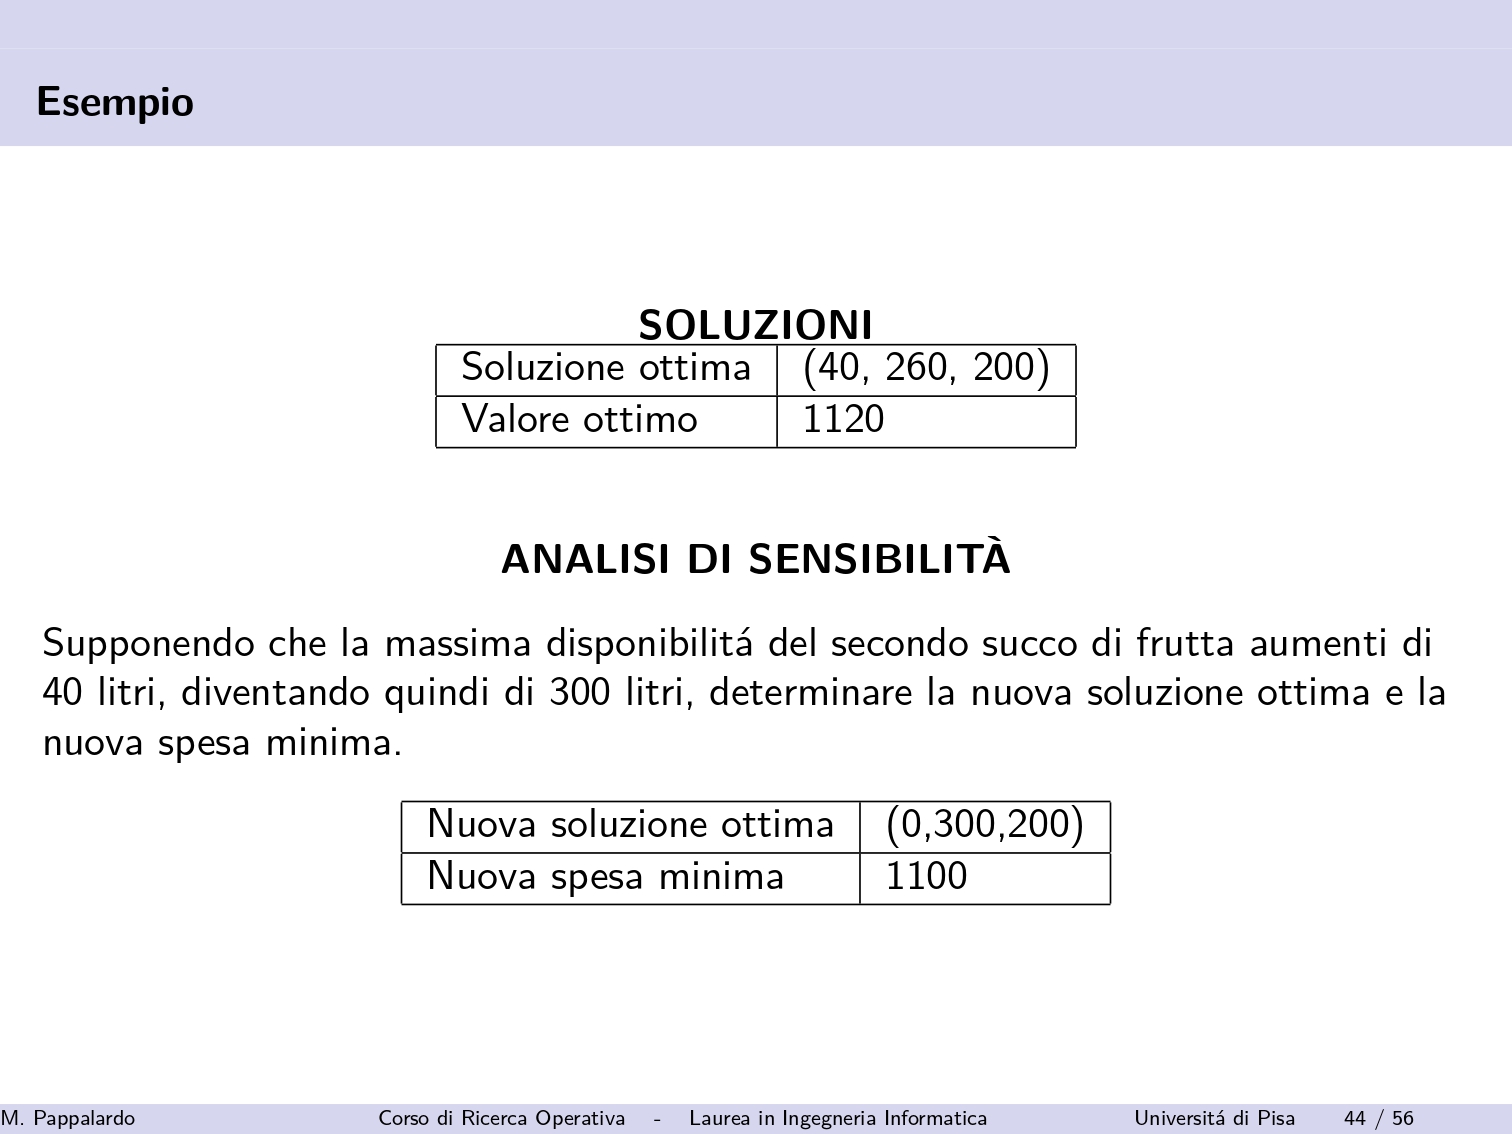 Esempio
SOLUZIONI
Soluzione ottima (40, 260, 200)
Valore ottimo 1120
ANALISI DI SENSIBILITÀ
Supponendo che la massima disponibilitá del secondo succo di frutta aumenti di
40 litri, diventando quindi di 300 litri, determinare la nuova soluzione ottima e la
nuova spesa minima.
Nuova soluzione ottima (0,300,200)
Nuova spesa minima 1100
M. Pappalardo Corso di Ricerca Operativa - Laurea in Ingegneria Informatica Universitá di Pisa 44 / 56